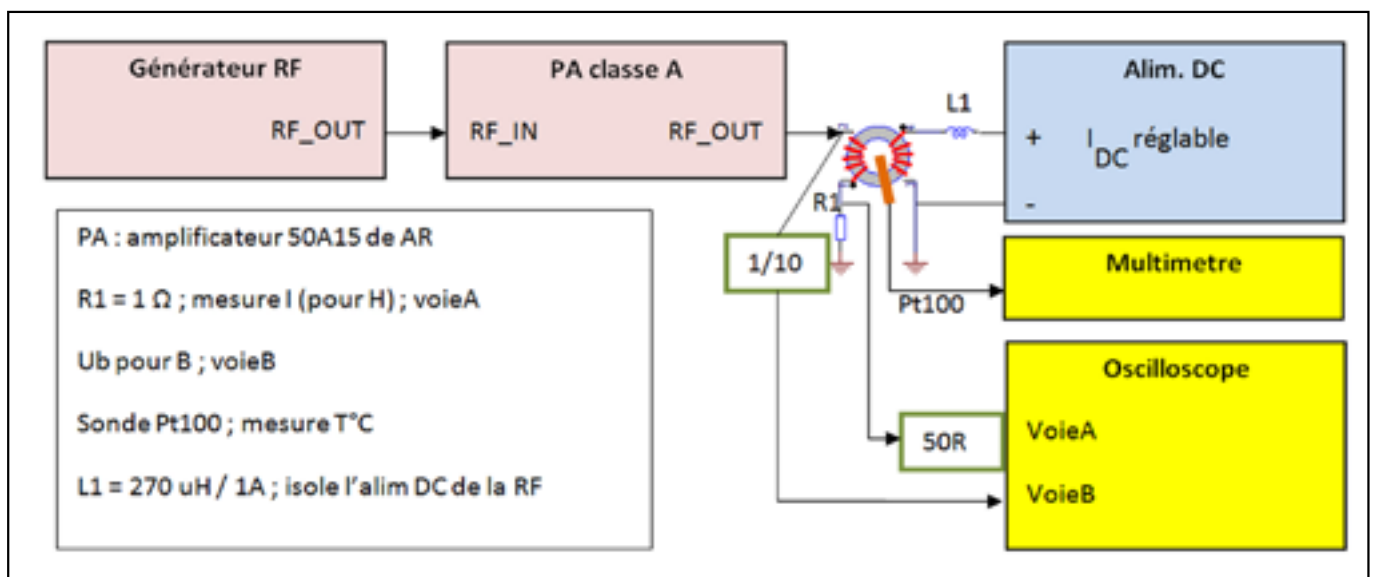 Générateur RF
RF_OUT
PA classe A
RF_IN
RF_OUT
L1
Alim. DC
+
I_DC réglable
-
R1
1/10
Pt100
Multimetre
Oscilloscope
50R
VoieA
VoieB
PA : amplificateur 50A15 de AR
R1 = 1 Ω ; mesure I (pour H) ; voieA
Ub pour B ; voieB
Sonde Pt100 ; mesure T°C
L1 = 270 uH / 1A ; isole l'alim DC de la RF